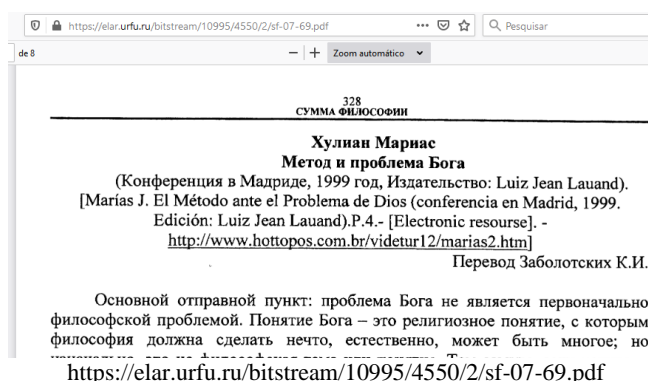 https://elar.urfu.ru/bitstream/10995/4550/2/sf-07-69.pdf
Pesquisar
de 8
Zoom automático
328
СУММА ФИЛОСОФИИ
Хулиан Мариас
Метод и проблема Бога
(Конференция в Мадриде, 1999 год, Издательство: Luiz Jean Lauand).
[Marías J. El Método ante el Problema de Dios (conferencia en Madrid, 1999.
Edición: Luiz Jean Lauand).P.4.- [Electronic resourse]. -
http://www.hottopos.com.br/videtur12/marias2.htm]
Перевод Заболотских К.И.
Основной отправной пункт: проблема Бога не является первоначально
философской проблемой. Понятие Бога – это религиозное понятие, с которым
философия должна сделать нечто, естественно, может быть многое; но
https://elar.urfu.ru/bitstream/10995/4550/2/sf-07-69.pdf